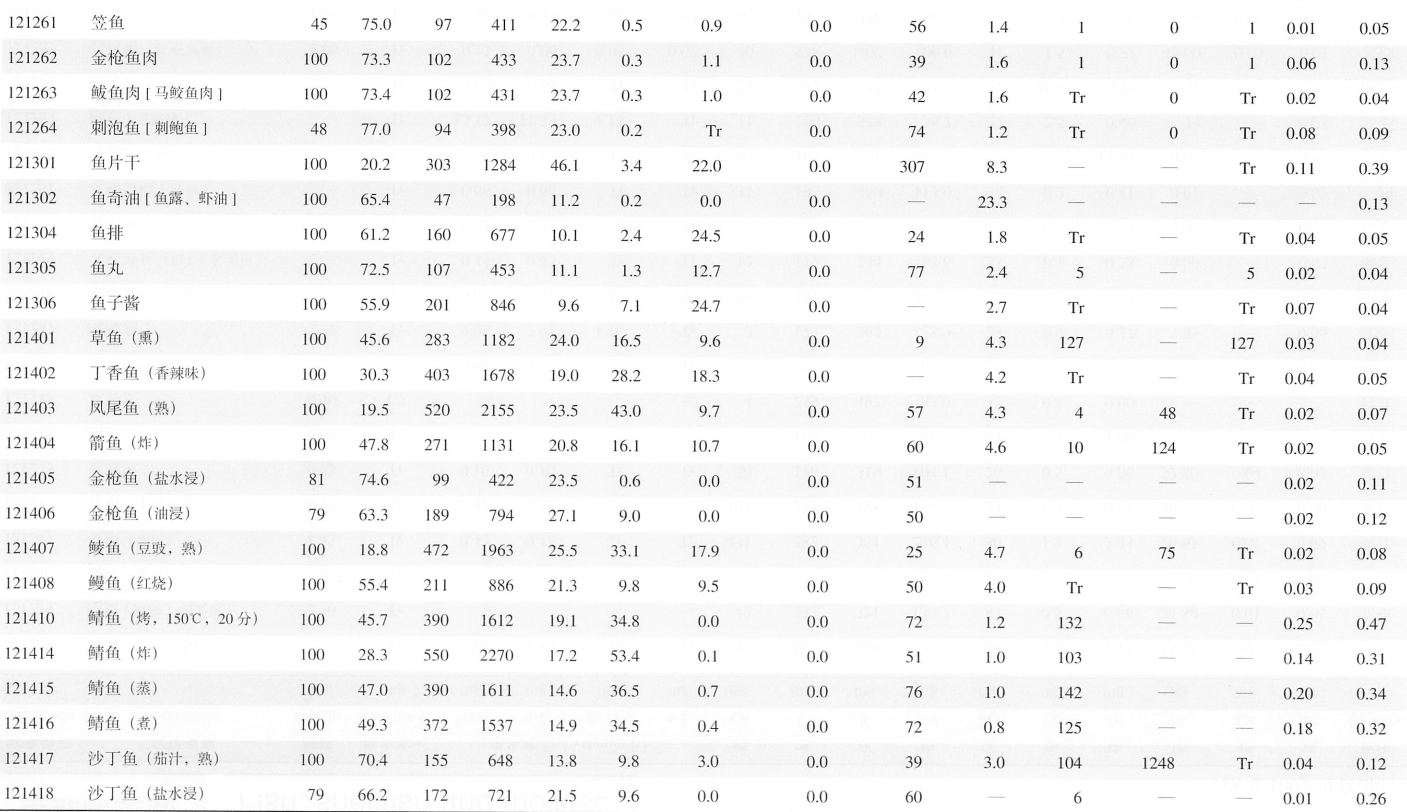 121261 笠鱼 45 75.0 97 411 22.2 0.5 0.9 0.0 56 1.4 1 0 1 0.01 0.05
121262 金枪鱼肉 100 73.3 102 433 23.7 0.3 1.1 0.0 39 1.6 1 0 1 0.06 0.13
121263 鲅鱼肉 [ 马鲛鱼肉 ] 100 73.4 102 431 23.7 0.3 1.0 0.0 42 1.6 Tr 0 Tr 0.02 0.04
121264 刺泡鱼 [ 刺鲍鱼 ] 48 77.0 94 398 23.0 0.2 Tr 0.0 74 1.2 Tr 0 Tr 0.08 0.09
121301 鱼片干 100 20.2 303 1284 46.1 3.4 22.0 0.0 307 8.3 — — Tr 0.11 0.39
121302 鱼奇油 [ 鱼露、虾油 ] 100 65.4 47 198 11.2 0.2 0.0 0.0 — 23.3 — — — — 0.13
121304 鱼排 100 61.2 160 677 10.1 2.4 24.5 0.0 24 1.8 Tr — Tr 0.04 0.05
121305 鱼丸 100 72.5 107 453 11.1 1.3 12.7 0.0 77 2.4 5 — 5 0.02 0.04
121306 鱼子酱 100 55.9 201 846 9.6 7.1 24.7 0.0 — 2.7 Tr — Tr 0.07 0.04
121401 草鱼（熏） 100 45.6 283 1182 24.0 16.5 9.6 0.0 9 4.3 127 — 127 0.03 0.04
121402 丁香鱼（香辣味） 100 30.3 403 1678 19.0 28.2 18.3 0.0 — 4.2 Tr — Tr 0.04 0.05
121403 凤尾鱼（熟） 100 19.5 520 2155 23.5 43.0 9.7 0.0 57 4.3 4 48 Tr 0.02 0.07
121404 箭鱼（炸） 100 47.8 271 1131 20.8 16.1 10.7 0.0 60 4.6 10 124 Tr 0.02 0.05
121405 金枪鱼（盐水浸） 81 74.6 99 422 23.5 0.6 0.0 0.0 51 — — — — 0.02 0.11
121406 金枪鱼（油浸） 79 63.3 189 794 27.1 9.0 0.0 0.0 50 — — — — 0.02 0.12
121407 鲮鱼（豆豉，熟） 100 18.8 472 1963 25.5 33.1 17.9 0.0 25 4.7 6 75 Tr 0.02 0.08
121408 鳗鱼（红烧） 100 55.4 211 886 21.3 9.8 9.5 0.0 50 4.0 Tr — Tr 0.03 0.09
121410 鲭鱼（烤，150℃，20 分） 100 45.7 390 1612 19.1 34.8 0.0 0.0 72 1.2 132 — — 0.25 0.47
121414 鲭鱼（炸） 100 28.3 550 2270 17.2 53.4 0.1 0.0 51 1.0 103 — — 0.14 0.31
121415 鲭鱼（蒸） 100 47.0 390 1611 14.6 36.5 0.7 0.0 76 1.0 142 — — 0.20 0.34
121416 鲭鱼（煮） 100 49.3 372 1537 14.9 34.5 0.4 0.0 72 0.8 125 — — 0.18 0.32
121417 沙丁鱼（茄汁，熟） 100 70.4 155 648 13.8 9.8 3.0 0.0 39 3.0 104 1248 Tr 0.04 0.12
121418 沙丁鱼（盐水浸） 79 66.2 172 721 21.5 9.6 0.0 0.0 60 — 6 — — 0.01 0.26